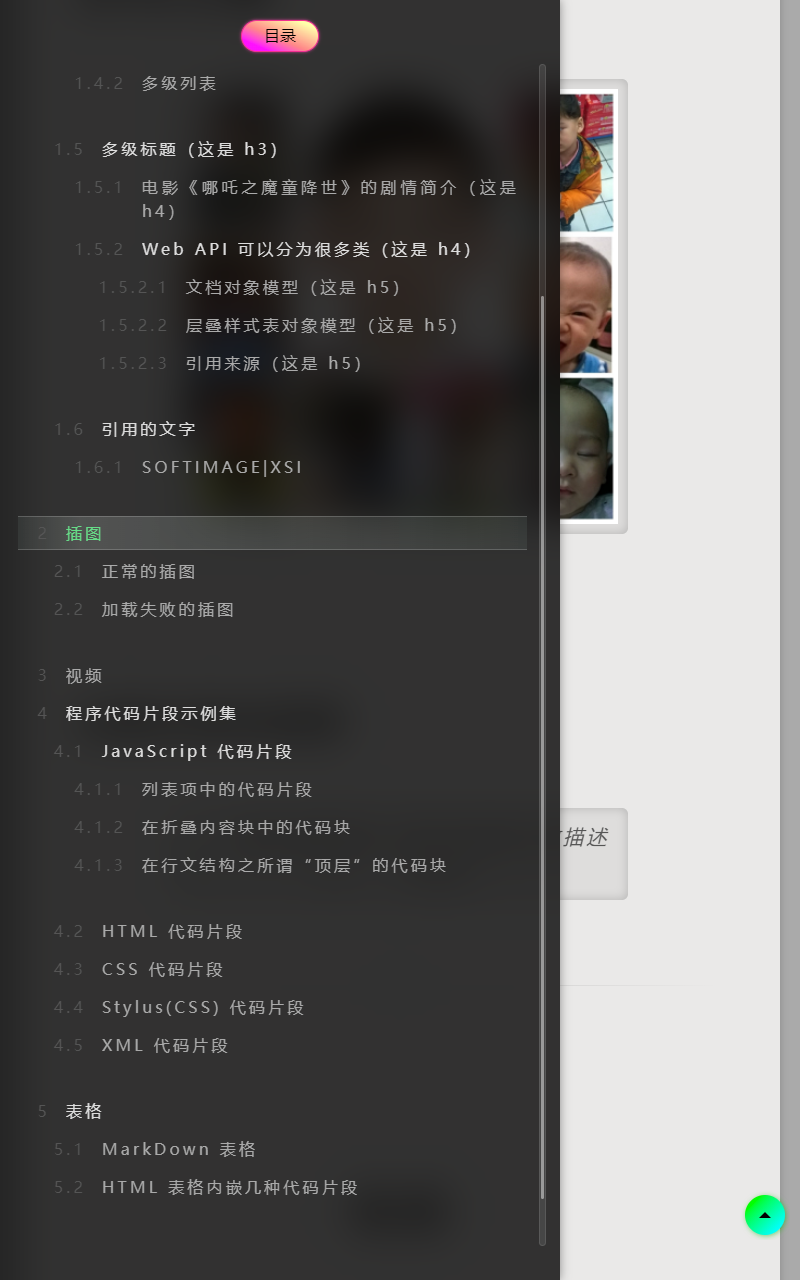 目录
1.4.2 多级列表
1.5 多级标题（这是 h3）
1.5.1 电影《哪吒之魔童降世》的剧情简介（这是
h4）
1.5.2 Web API 可以分为很多类（这是 h4）
1.5.2.1 文档对象模型（这是 h5）
1.5.2.2 层叠样式表对象模型（这是 h5）
1.5.2.3 引用来源（这是 h5）
1.6 引用的文字
1.6.1 SOFTIMAGE|XSI
2 插图
2.1 正常的插图
2.2 加载失败的插图
3 视频
4 程序代码片段示例集
4.1 JavaScript 代码片段
4.1.1 列表项中的代码片段
4.1.2 在折叠内容块中的代码块
描述
4.1.3 在行文结构之所谓“顶层”的代码块
4.2 HTML 代码片段
4.3 CSS 代码片段
4.4 Stylus(CSS) 代码片段
4.5 XML 代码片段
5 表格
5.1 MarkDown 表格
5.2 HTML 表格内嵌几种代码片段